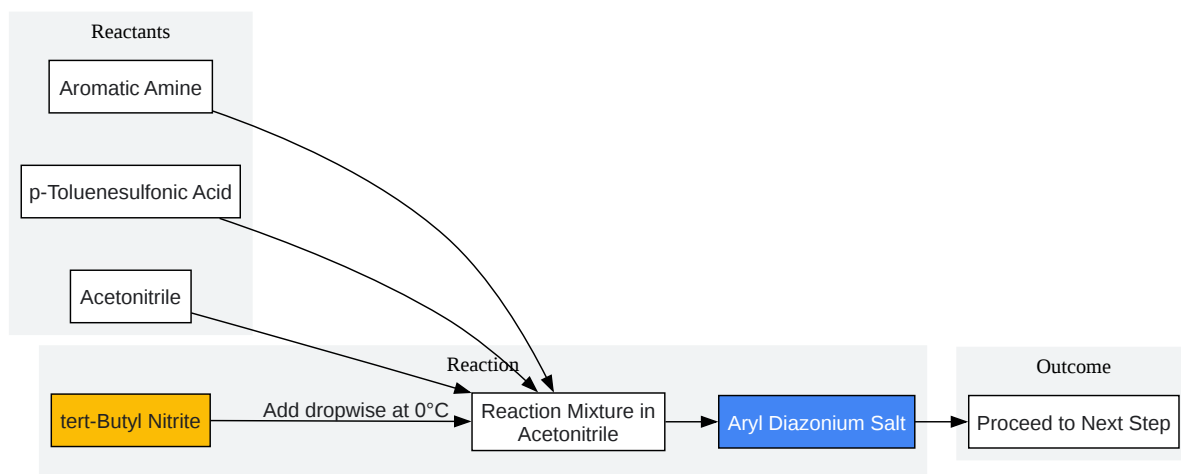 Reactants
Aromatic Amine
p-Toluenesulfonic Acid
Acetonitrile
Reaction
tert-Butyl Nitrite
Add dropwise at 0°C
Reaction Mixture in
Acetonitrile
Aryl Diazonium Salt
Outcome
Proceed to Next Step